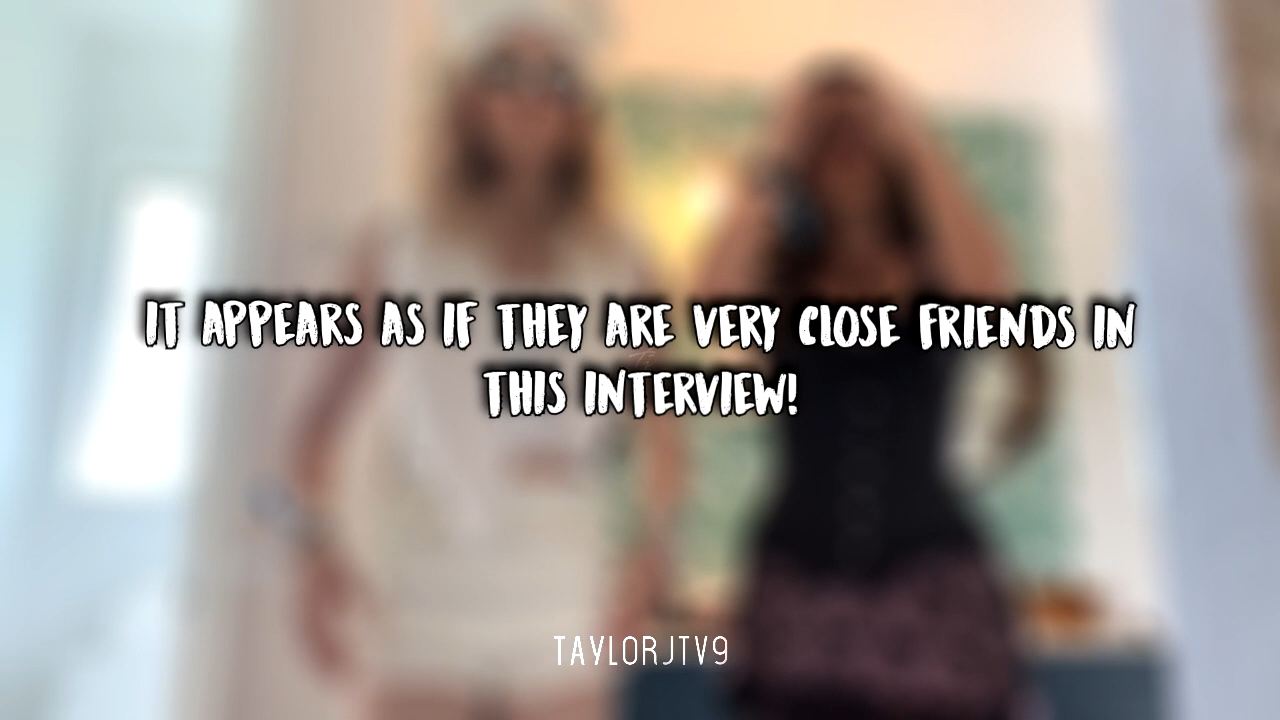 IT APPEARS AS IF THEY ARE VERY CLOSE FRIENDS IN
THIS INTERVIEW!
TAYLORJTV9